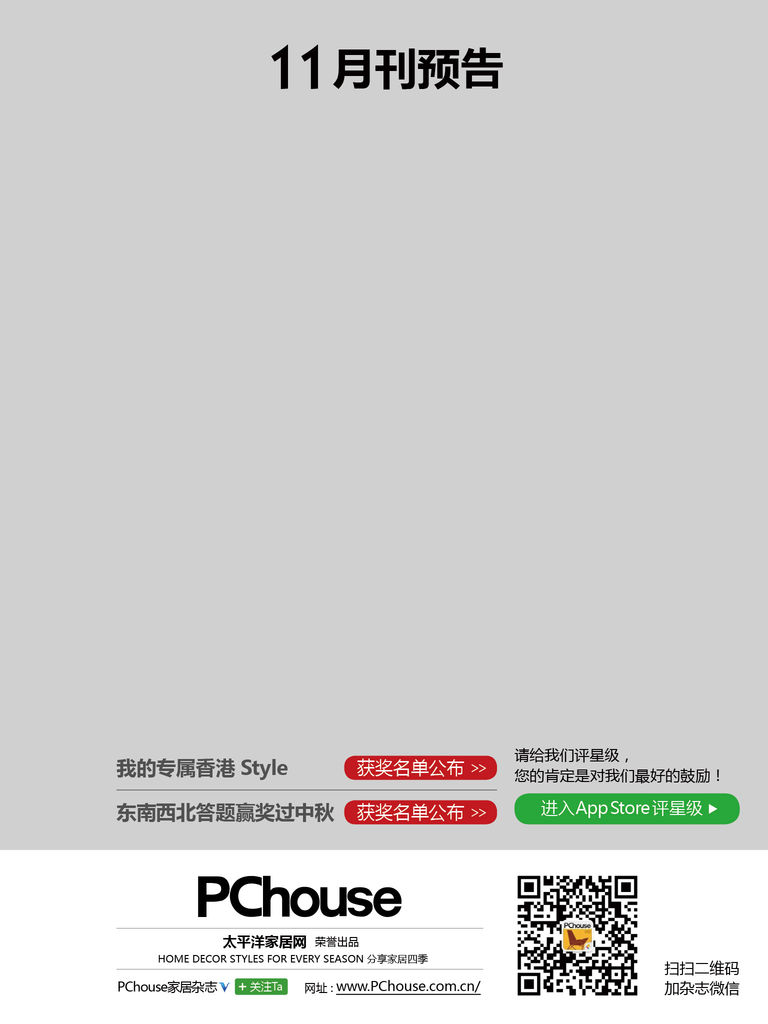 11月刊预告
我的专属香港 Style
获奖名单公布 >>
东南西北答题赢奖过中秋
获奖名单公布 >>
请给我们评星级，
您的肯定是对我们最好的鼓励！
进入App Store评星级
PChouse
太平洋家居网 荣誉出品
HOME DECOR STYLES FOR EVERY SEASON 分享家居四季
PChouse家居杂志 + 关注Ta 网址 : www.PChouse.com.cn/
PChouse
扫扫二维码
加杂志微信